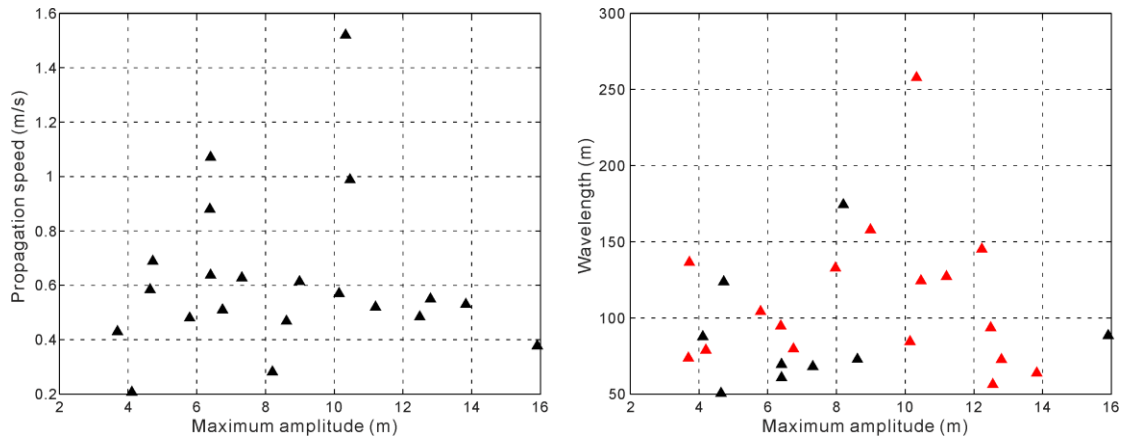 1.6
1.4
1.2
1
0.8
0.6
0.4
0.2
Propagation speed (m/s)
2 4 6 8 10 12 14 16
Maximum amplitude (m)
300
250
200
150
100
50
Wavelength (m)
2 4 6 8 10 12 14 16
Maximum amplitude (m)